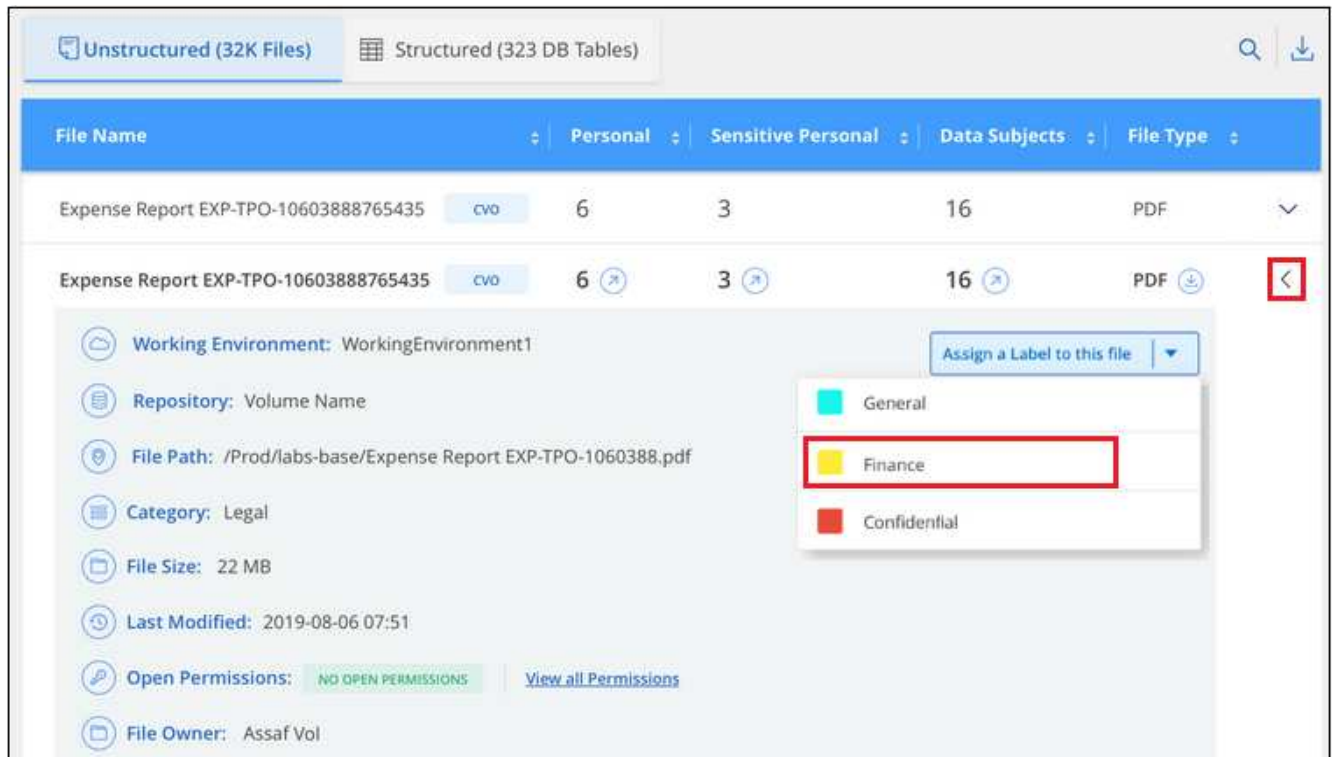 Unstructured (32K Files) Structured (323 DB Tables)
File Name Personal Sensitive Personal Data Subjects File Type
Expense Report EXP-TPO-10603888765435 CVO 6 3 16 PDF
Expense Report EXP-TPO-10603888765435 CVO 6 3 16 PDF
Working Environment: WorkingEnvironment1
Assign a Label to this file
Repository: Volume Name
General
File Path: /Prod/labs-base/Expense Report EXP-TPO-1060388.pdf
Finance
Category: Legal
Confidential
File Size: 22 MB
Last Modified: 2019-08-06 07:51
Open Permissions: NO OPEN PERMISSIONS View all Permissions
File Owner: Assaf Vol